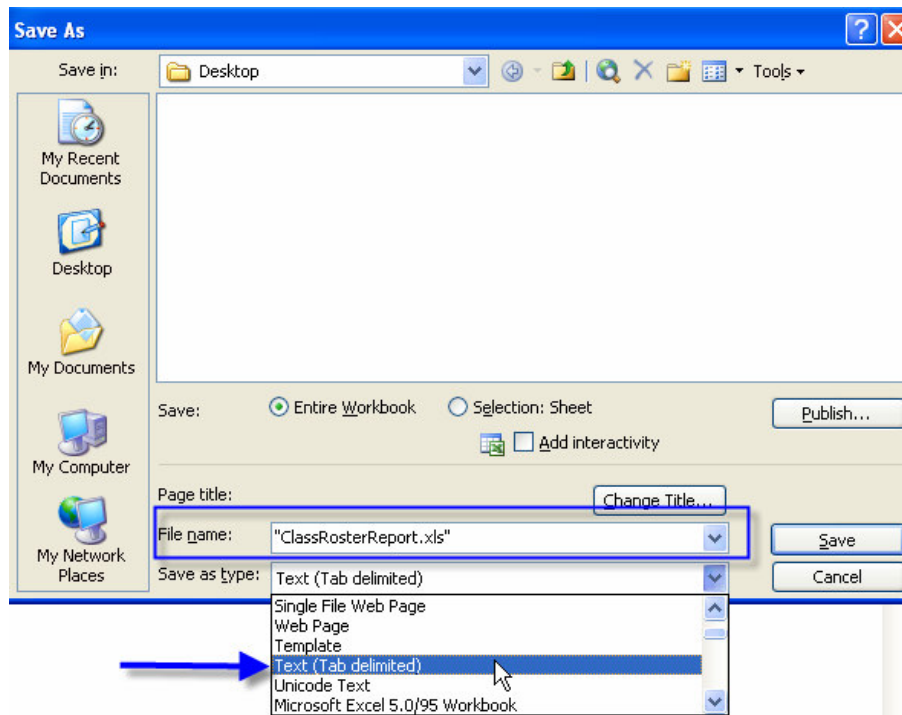 Save As
Save in:
Desktop
Tools
My Recent
Documents
Desktop
My Documents
My Computer
My Network
Places
Save:
Entire Workbook
Selection: Sheet
Publish...
Add interactivity
Page title:
Change Title...
File name:
"ClassRosterReport.xls"
Save
Save as type:
Text (Tab delimited)
Cancel
Single File Web Page
Web Page
Template
Text (Tab delimited)
Unicode Text
Microsoft Excel 5.0/95 Workbook